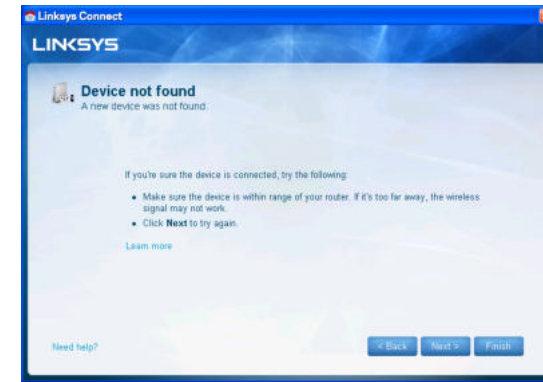 Linksys Connect
LINKSYS
Device not found
A new device was not found.
If you're sure the device is connected, try the following:
• Make sure the device is within range of your router. If it's too far away, the wireless
signal may not work.
• Click Next to try again.
Learn more
Need help?
< Back Next > Finish